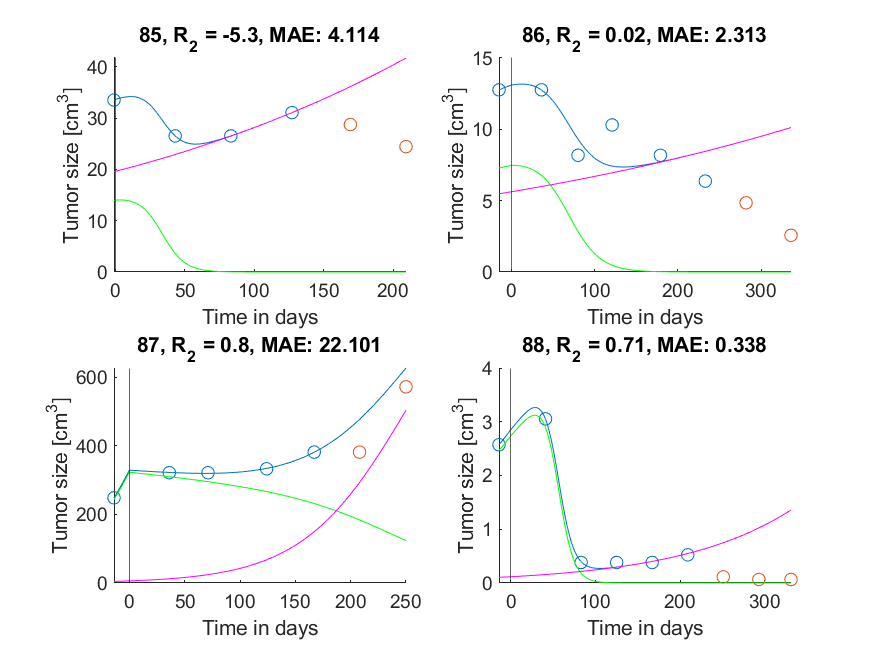 85, R2 = -5.3, MAE: 4.114
Tumor size [cm3]
40
30
20
10
0
0 50 100 150 200
Time in days
86, R2 = 0.02, MAE: 2.313
Tumor size [cm3]
15
10
5
0
0 100 200 300
Time in days
87, R2 = 0.8, MAE: 22.101
Tumor size [cm3]
600
400
200
0
0 50 100 150 200 250
Time in days
88, R2 = 0.71, MAE: 0.338
Tumor size [cm3]
4
3
2
1
0
0 100 200 300
Time in days